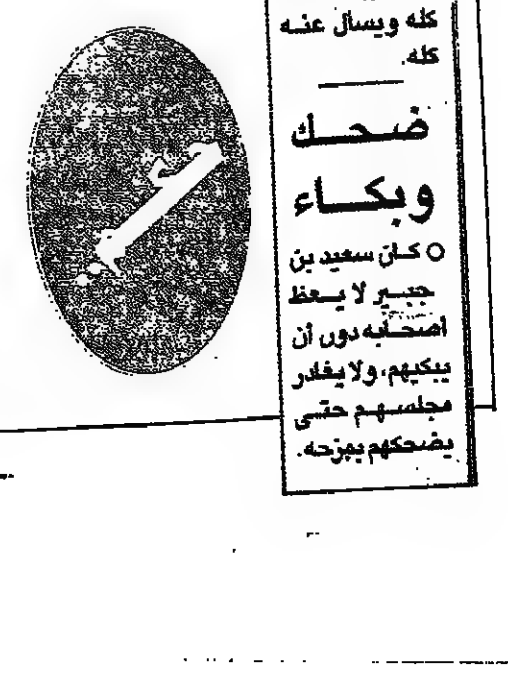 كله ويسال عنه
كله.
ضحك
وبكاء
○ كان سعيد بن
جبير لا يعظ
أصحابه دون أن
يبكيهم، ولا يغادر
مجلسهم حتى
يضحكهم بمزحه.